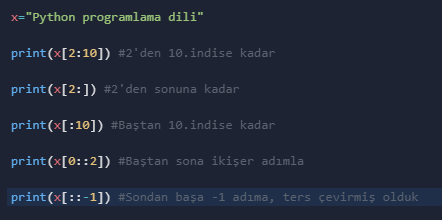 x="Python programlama dili"
print(x[2:10]) #2'den 10.indise kadar
print(x[2:]) #2'den sonuna kadar
print(x[:10]) #Baştan 10.indise kadar
print(x[0::2]) #Baştan sona ikişer adımla
print(x[::-1]) #Sondan başa -1 adıma, ters çevirmiş olduk